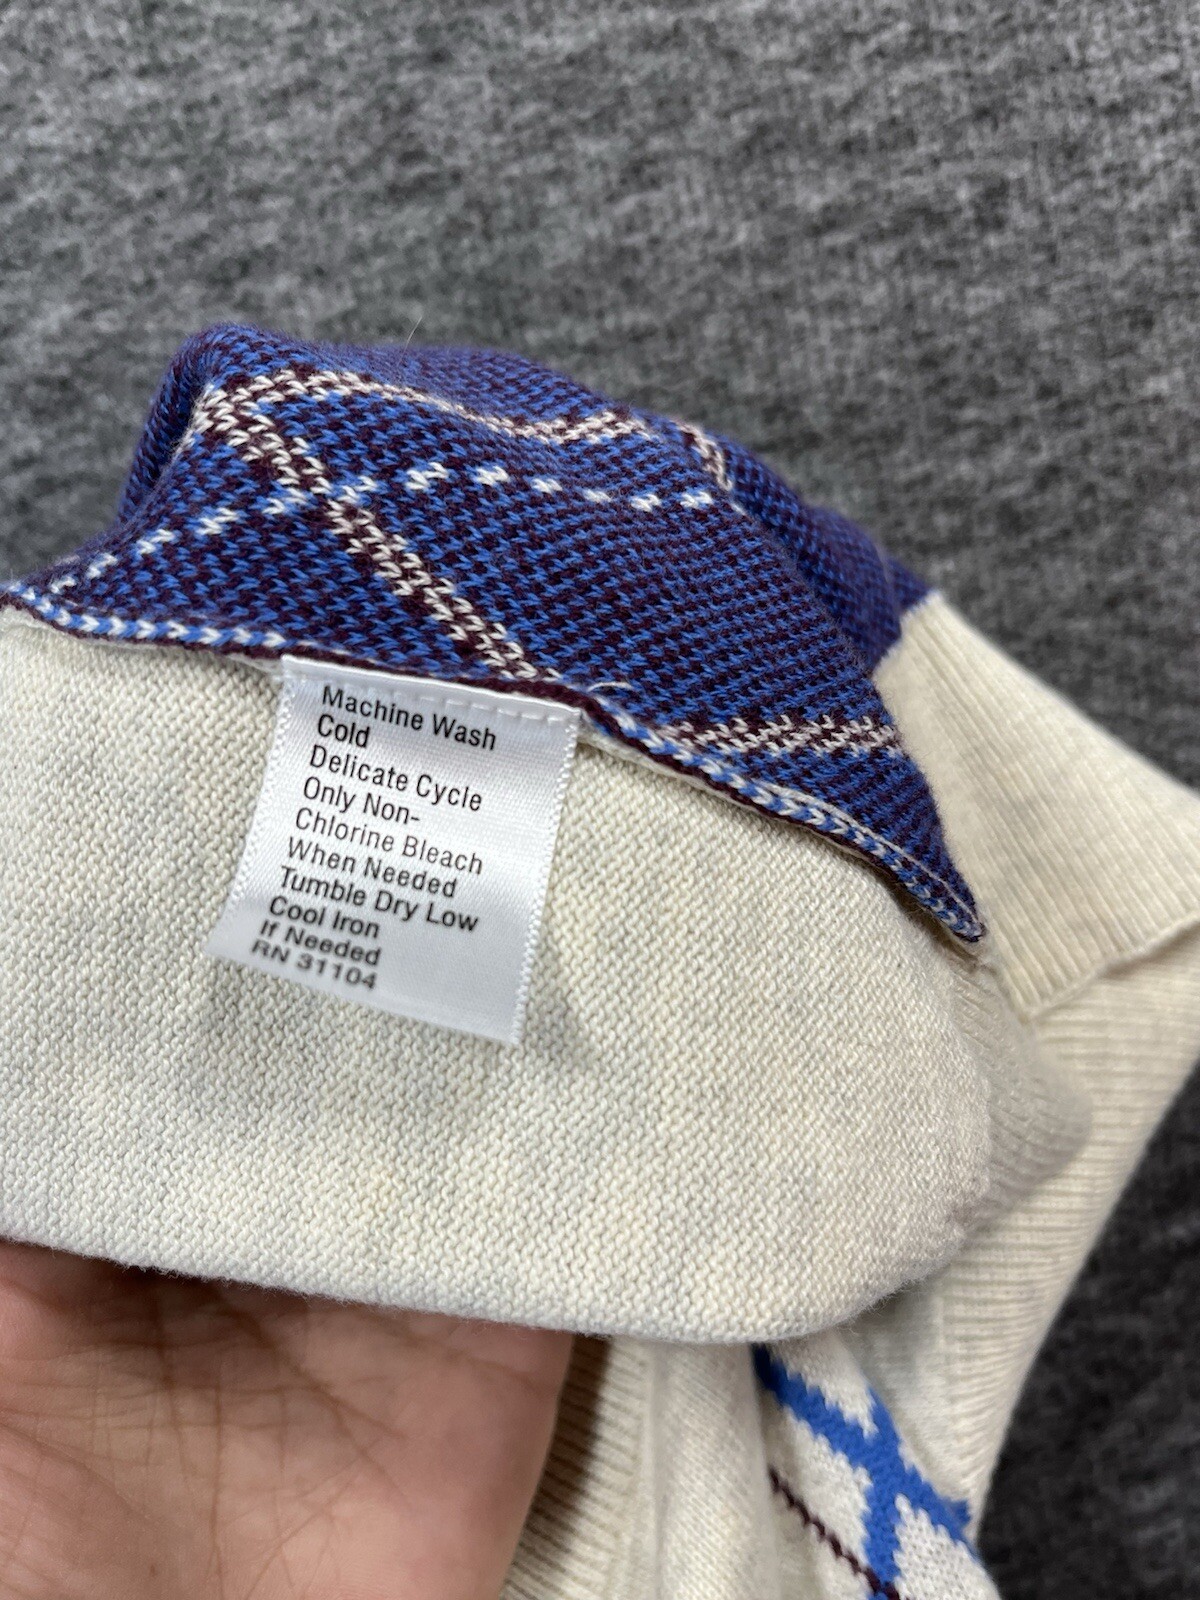 Machine Wash
Cold
Delicate Cycle
Only Non-
Chlorine Bleach
When Needed
Tumble Dry Low
Cool Iron
If Needed
RN 31104